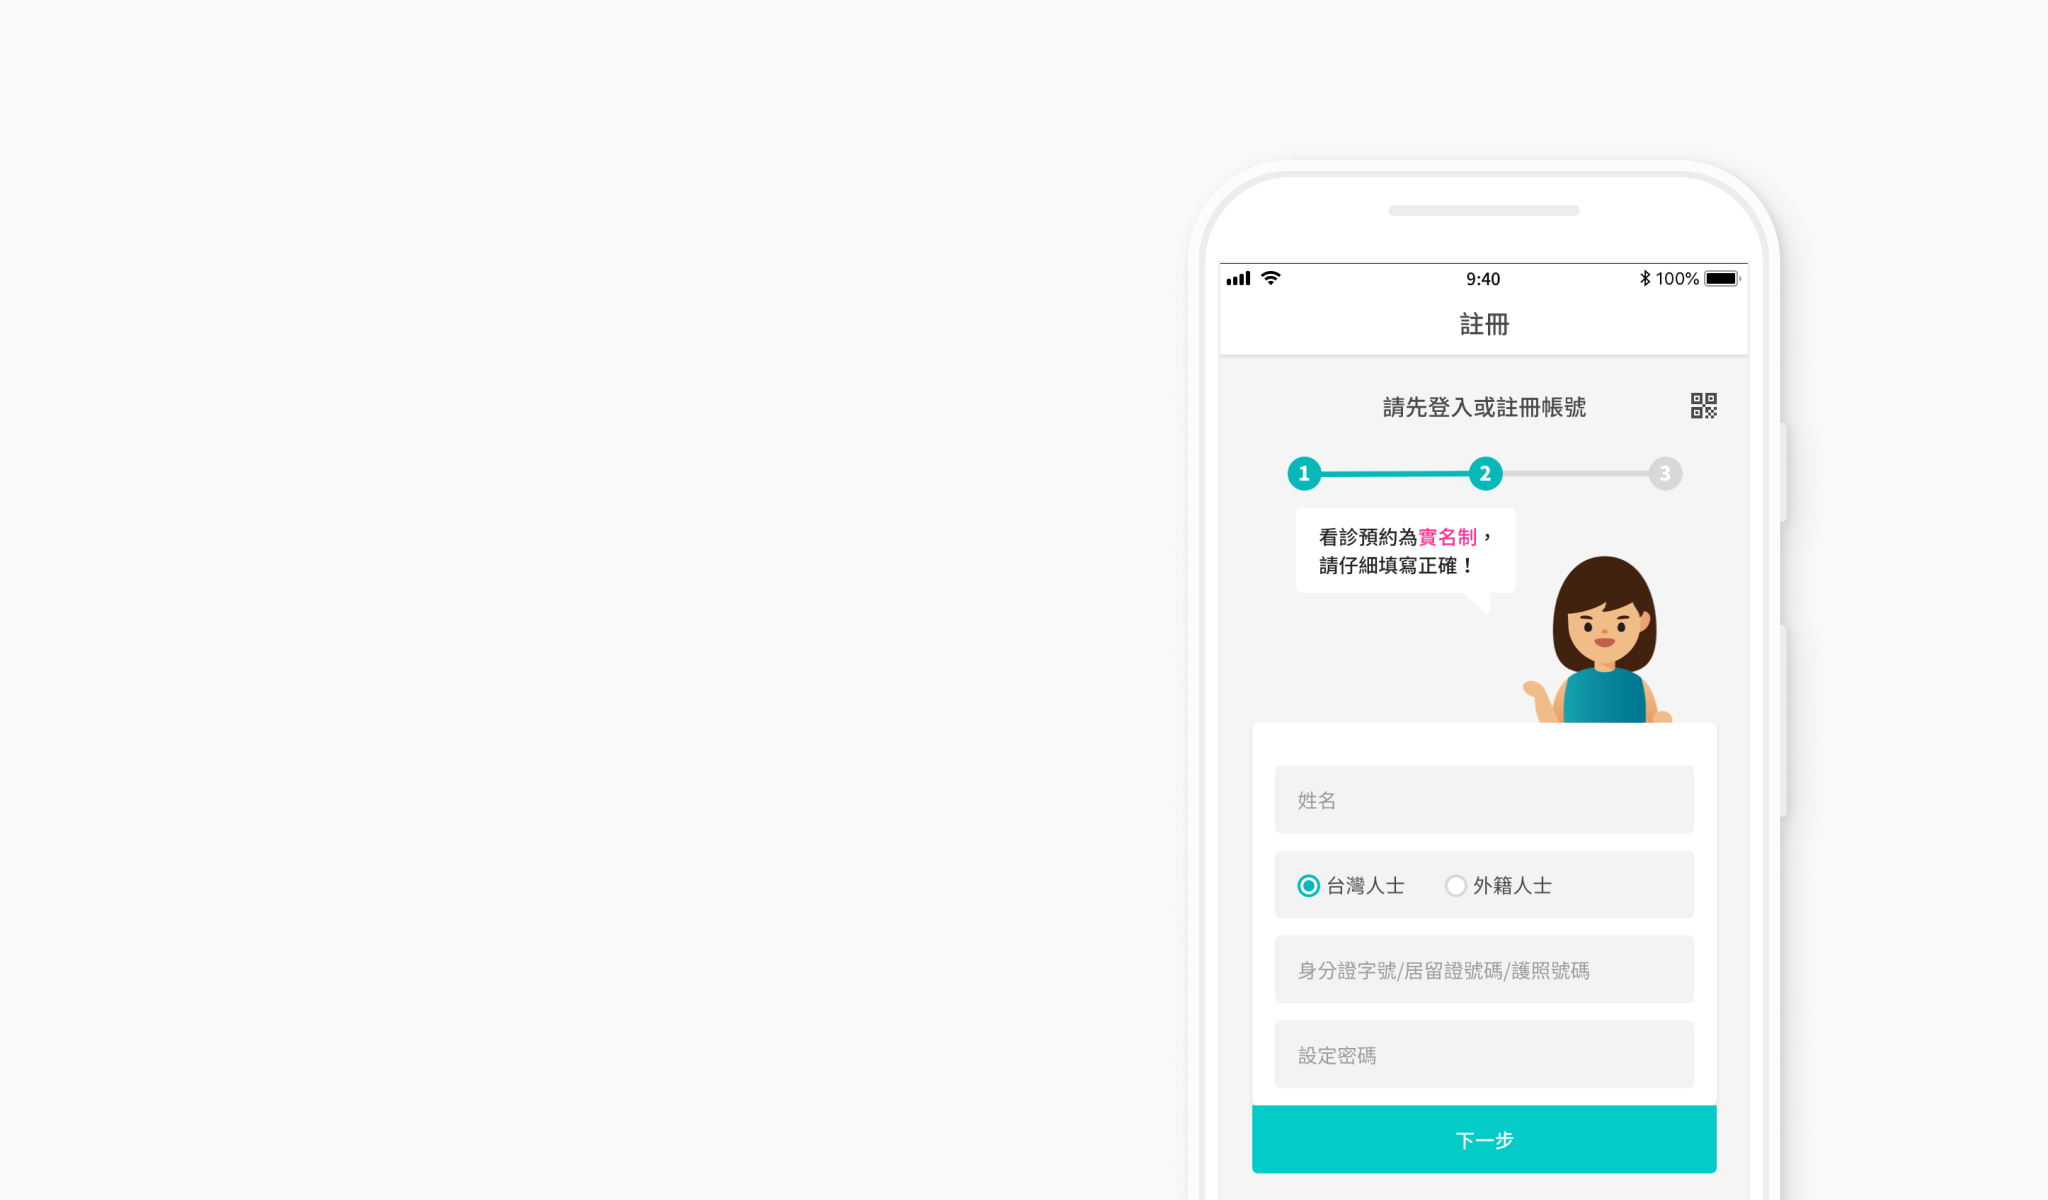 9:40
100%
註冊
請先登入或註冊帳號
1
2
3
看診預約為實名制，
請仔細填寫正確！
姓名
台灣人士
外籍人士
身分證字號/居留證號碼/護照號碼
設定密碼
下一步